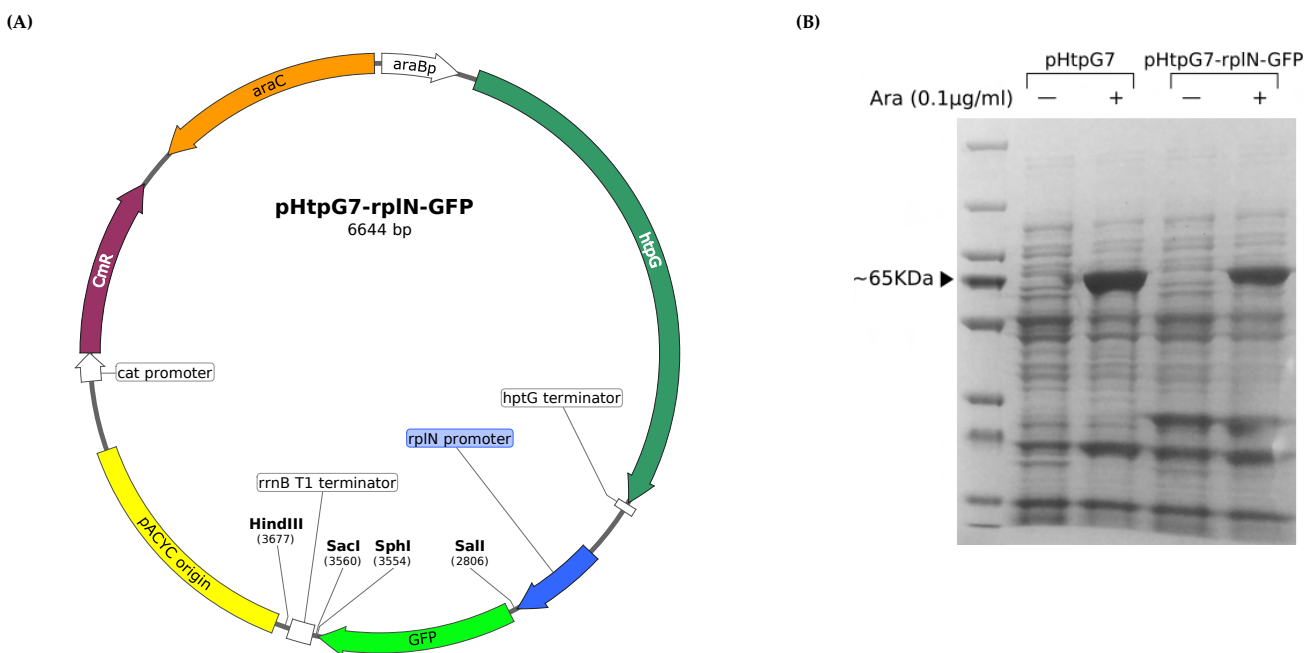 (A)
(B)
araBp
araC
htpG
CmR
pHtpG7-rplN-GFP
6644 bp
cat promoter
hptG terminator
rplN promoter
rrnB T1 terminator
HindIII
(3677)
SacI
(3560)
SphI
(3554)
SalI
(2806)
pACYC origin
GFP
pHtpG7
pHtpG7-rplN-GFP
Ara (0.1µg/ml)
— + — +
~65KDa